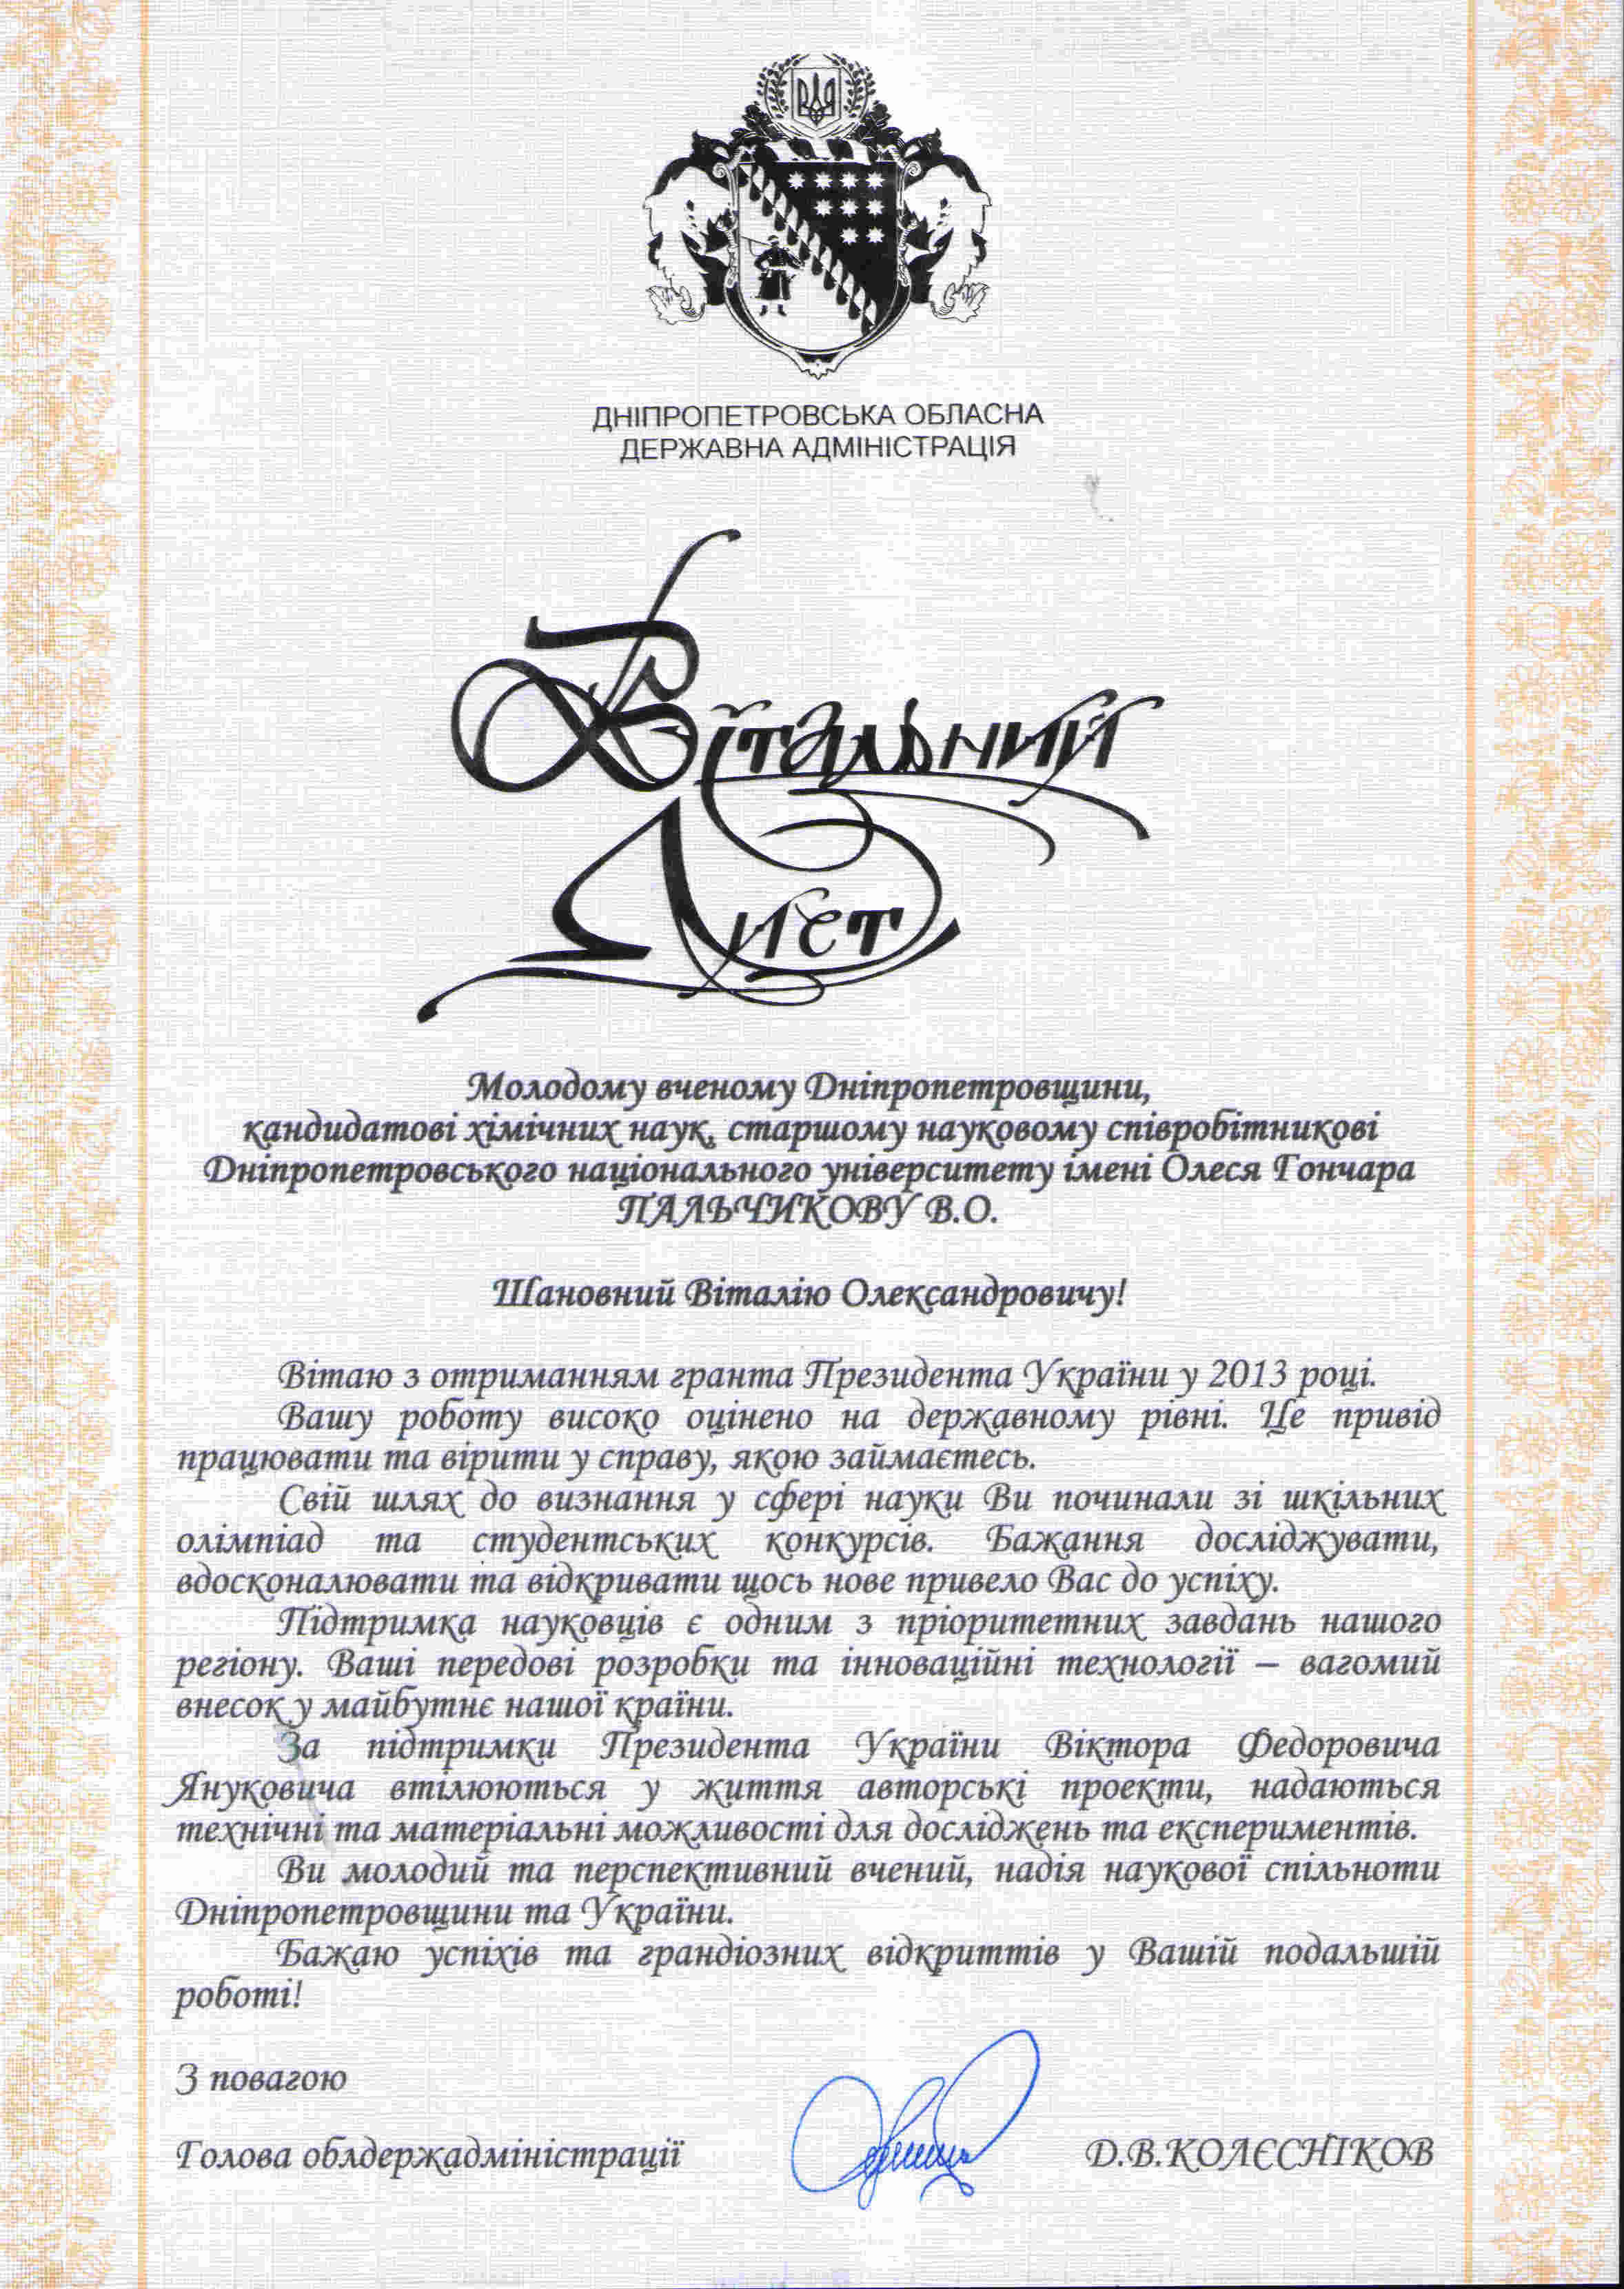 ДНІПРОПЕТРОВСЬКА ОБЛАСНА
ДЕРЖАВНА АДМІНІСТРАЦІЯ
Вітальний
Лист
Молодому вченому Дніпропетровщини,
кандидатові хімічних наук, старшому науковому співробітникові
Дніпропетровського національного університету імені Олеся Гончара
ПАЛЬЧИКОВУ В.О.
Шановний Віталію Олександровичу!
Вітаю з отриманням гранта Президента України у 2013 році.
Вашу роботу високо оцінено на державному рівні. Це привід
працювати та вірити у справу, якою займаєтесь.
Свій шлях до визнання у сфері науки Ви починали зі шкільних
олімпіад та студентських конкурсів. Бажання досліджувати,
вдосконалювати та відкривати щось нове привело Вас до успіху.
Підтримка науковців є одним з пріоритетних завдань нашого
регіону. Ваші передові розробки та інноваційні технології – вагомий
внесок у майбутнє нашої країни.
За підтримки Президента України Віктора Федоровича
Януковича втілюються у життя авторські проекти, надаються
технічні та матеріальні можливості для досліджень та експериментів.
Ви молодий та перспективний вчений, надія наукової спільноти
Дніпропетровщини та України.
Бажаю успіхів та грандіозних відкриттів у Вашій подальшій
роботі!
З повагою
Голова облдержадміністрації Д.В.КОЛЄСНІКОВ